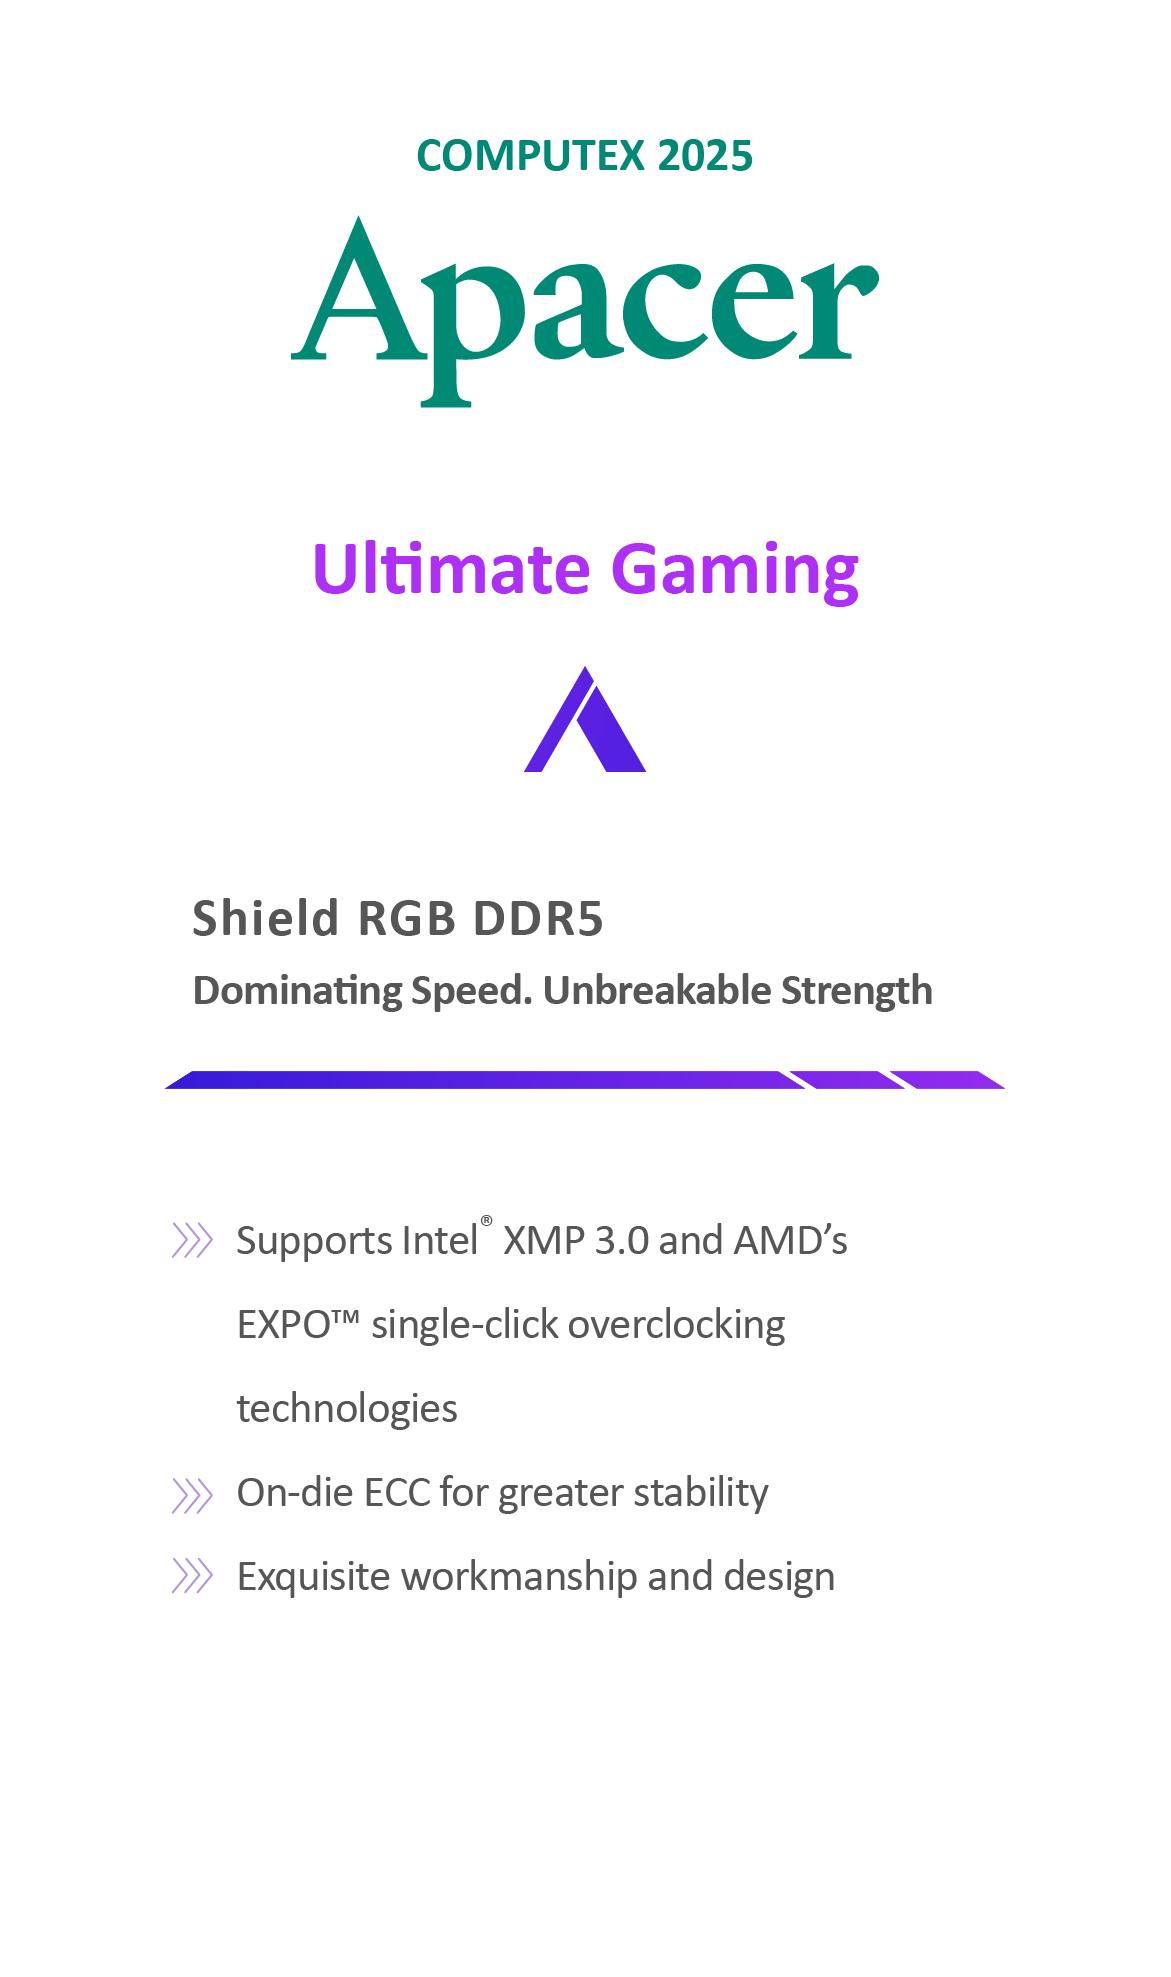 COMPUTEX 2025
Apacer
Ultimate Gaming
Shield RGB DDR5
Dominating Speed. Unbreakable Strength
Supports Intel® XMP 3.0 and AMD’s
EXPO™ single-click overclocking
technologies
On-die ECC for greater stability
Exquisite workmanship and design